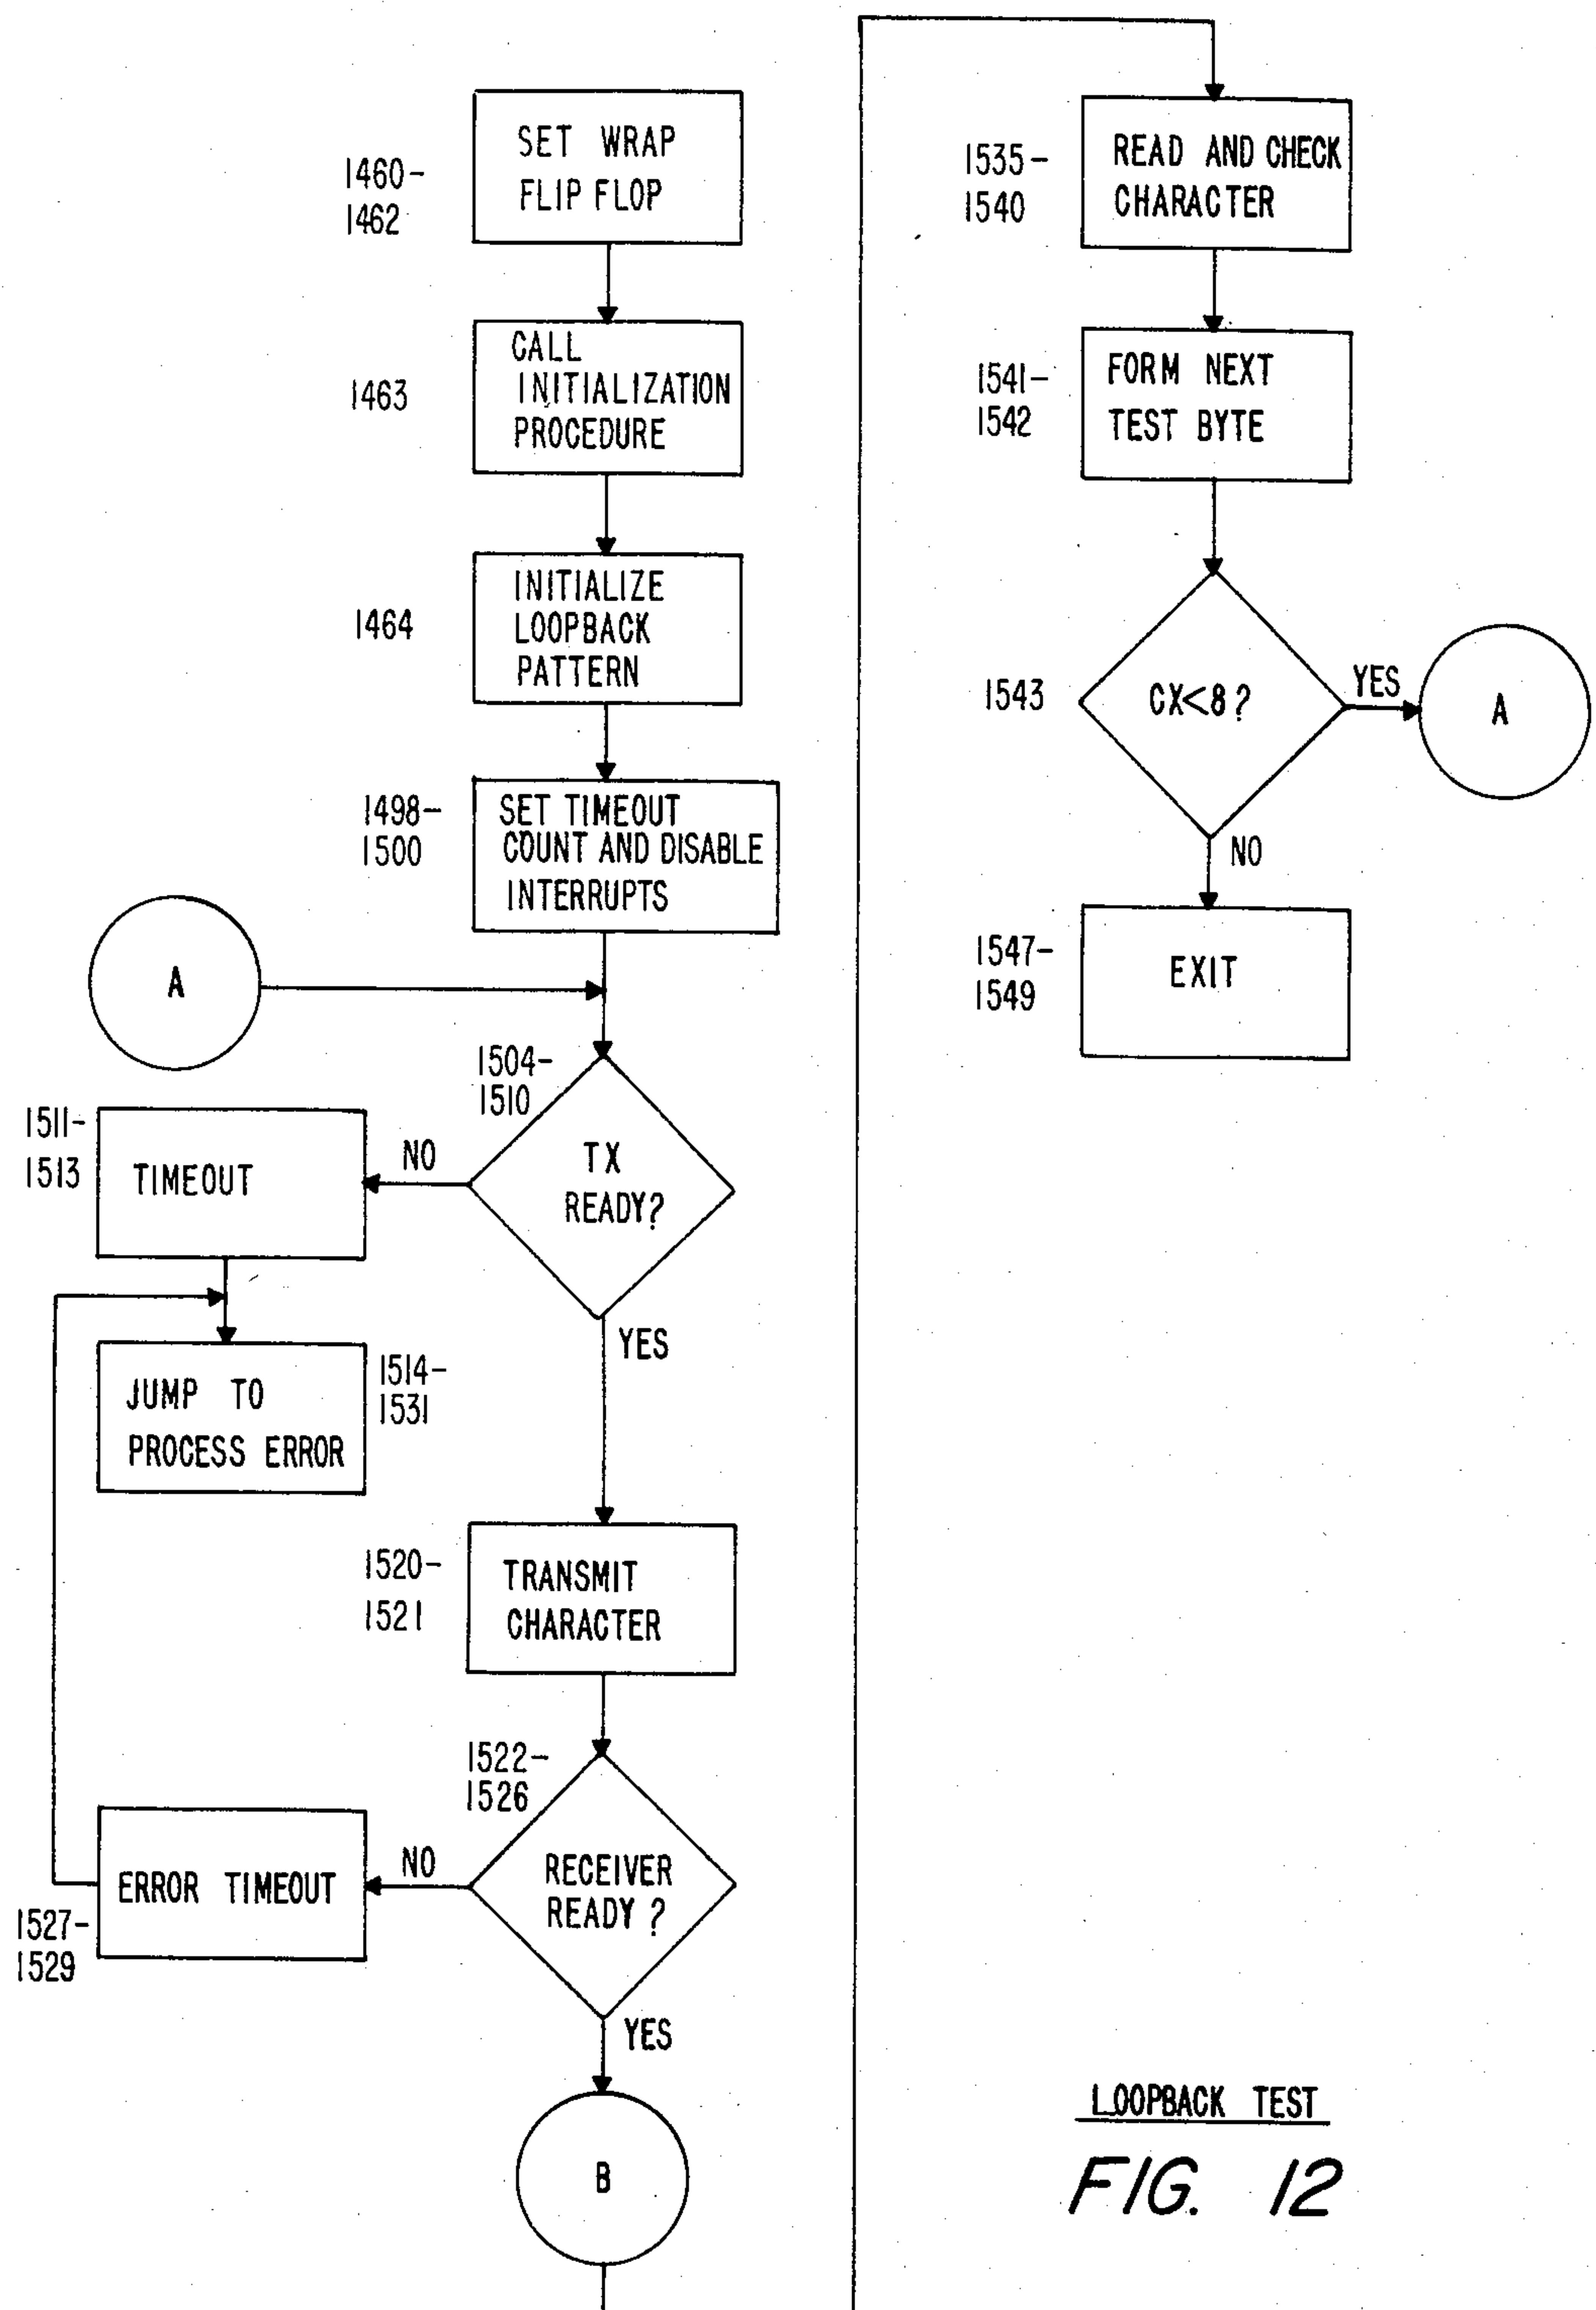 1460-
1462
SET WRAP
FLIP FLOP
1463
CALL
INITIALIZATION
PROCEDURE
1464
INITIALIZE
LOOPBACK
PATTERN
1498-
1500
SET TIMEOUT
COUNT AND DISABLE
INTERRUPTS
A
1504-
1510
TX
READY?
NO
YES
1511-
1513
TIMEOUT
JUMP TO
PROCESS ERROR
1514-
1531
1520-
1521
TRANSMIT
CHARACTER
1522-
1526
RECEIVER
READY ?
NO
YES
ERROR TIMEOUT
1527-
1529
B
1535-
1540
READ AND CHECK
CHARACTER
1541-
1542
FORM NEXT
TEST BYTE
1543
CX<8?
YES
A
NO
1547-
1549
EXIT
LOOPBACK TEST
FIG. 12